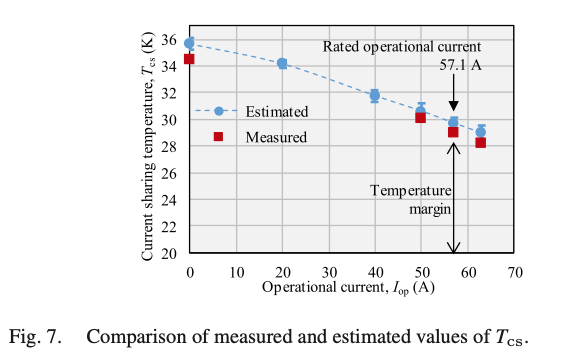 36
34
32
30
28
26
24
22
20
Current sharing temperature, Tcs (K)
Rated operational current
57.1 A
Estimated
Measured
Temperature
margin
0 10 20 30 40 50 60 70
Operational current, Iop (A)
Fig. 7. Comparison of measured and estimated values of Tcs.